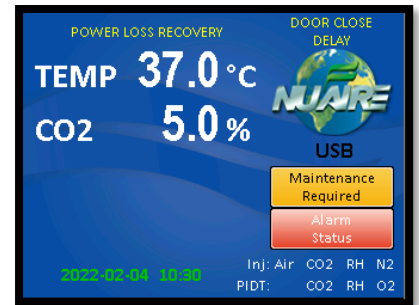 POWER LOSS RECOVERY
DOOR CLOSE
DELAY
TEMP 37.0 °C
NUAIRE
CO2 5.0 %
USB
Maintenance
Required
Alarm
Status
Inj: Air CO2 RH N2
2022-02-04 10:30
PIDT: CO2 RH O2